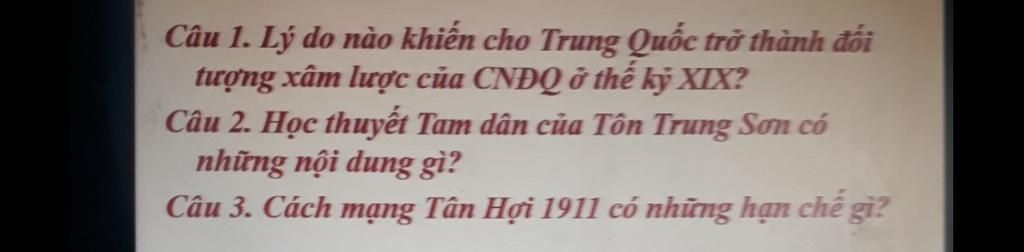 Câu 1. Lý do nào khiến cho Trung Quốc trở thành đối
tượng xâm lược của CNĐQ ở thế kỷ XIX?
Câu 2. Học thuyết Tam dân của Tôn Trung Sơn có
những nội dung gì?
Câu 3. Cách mạng Tân Hợi 1911 có những hạn chế gì?